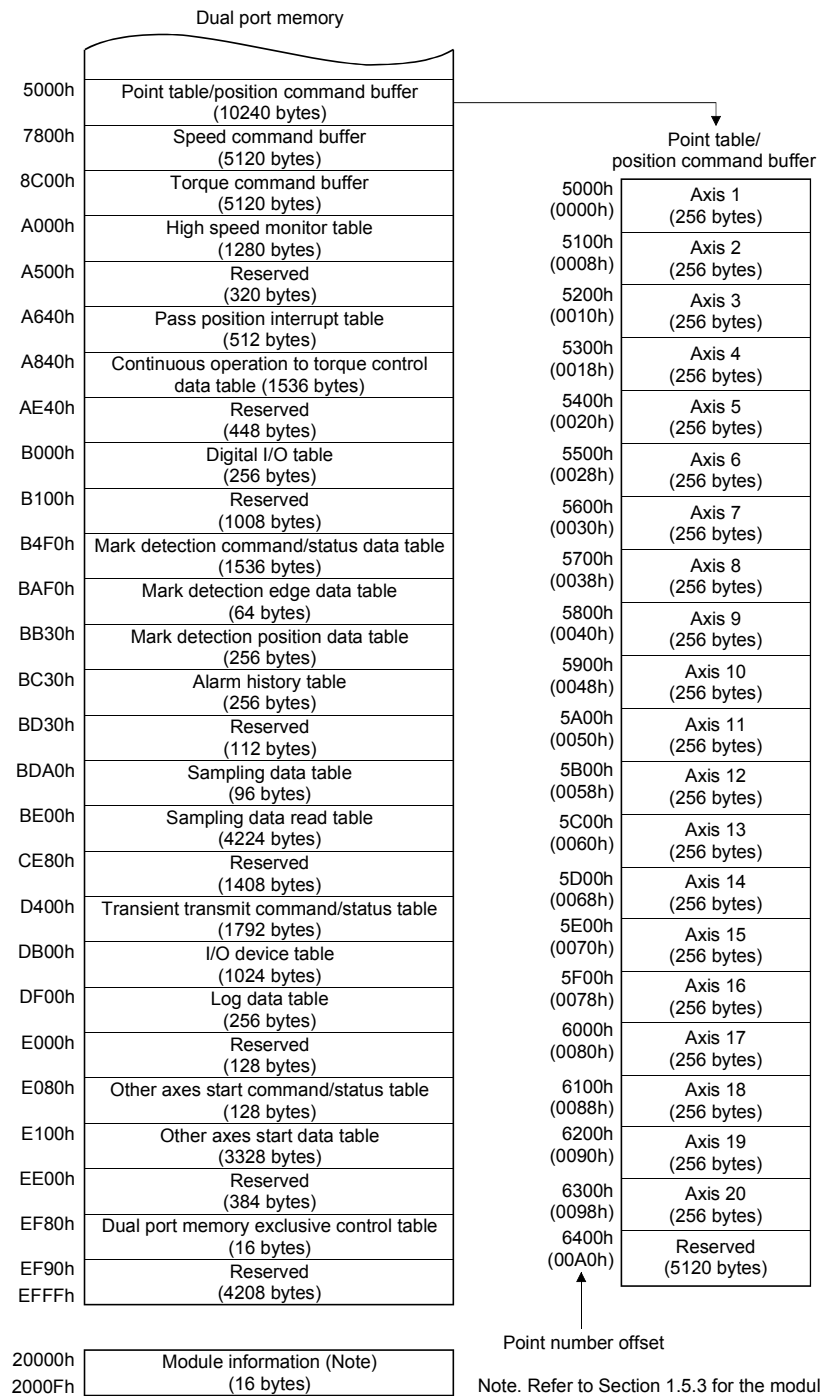 Dual port memory
5000h
Point table/position command buffer
(10240 bytes)
7800h
Speed command buffer
(5120 bytes)
8C00h
Torque command buffer
(5120 bytes)
A000h
High speed monitor table
(1280 bytes)
A500h
Reserved
(320 bytes)
A640h
Pass position interrupt table
(512 bytes)
A840h
Continuous operation to torque control
data table (1536 bytes)
AE40h
Reserved
(448 bytes)
B000h
Digital I/O table
(256 bytes)
B100h
Reserved
(1008 bytes)
B4F0h
Mark detection command/status data table
(1536 bytes)
BAF0h
Mark detection edge data table
(64 bytes)
BB30h
Mark detection position data table
(256 bytes)
BC30h
Alarm history table
(256 bytes)
BD30h
Reserved
(112 bytes)
BDA0h
Sampling data table
(96 bytes)
BE00h
Sampling data read table
(4224 bytes)
CE80h
Reserved
(1408 bytes)
D400h
Transient transmit command/status table
(1792 bytes)
DB00h
I/O device table
(1024 bytes)
DF00h
Log data table
(256 bytes)
E000h
Reserved
(128 bytes)
E080h
Other axes start command/status table
(128 bytes)
E100h
Other axes start data table
(3328 bytes)
EE00h
Reserved
(384 bytes)
EF80h
Dual port memory exclusive control table
(16 bytes)
EF90h
Reserved
(4208 bytes)
EFFFh
20000h
Module information (Note)
(16 bytes)
2000Fh
Point table/
position command buffer
5000h
(0000h)
Axis 1
(256 bytes)
5100h
(0008h)
Axis 2
(256 bytes)
5200h
(0010h)
Axis 3
(256 bytes)
5300h
(0018h)
Axis 4
(256 bytes)
5400h
(0020h)
Axis 5
(256 bytes)
5500h
(0028h)
Axis 6
(256 bytes)
5600h
(0030h)
Axis 7
(256 bytes)
5700h
(0038h)
Axis 8
(256 bytes)
5800h
(0040h)
Axis 9
(256 bytes)
5900h
(0048h)
Axis 10
(256 bytes)
5A00h
(0050h)
Axis 11
(256 bytes)
5B00h
(0058h)
Axis 12
(256 bytes)
5C00h
(0060h)
Axis 13
(256 bytes)
5D00h
(0068h)
Axis 14
(256 bytes)
5E00h
(0070h)
Axis 15
(256 bytes)
5F00h
(0078h)
Axis 16
(256 bytes)
6000h
(0080h)
Axis 17
(256 bytes)
6100h
(0088h)
Axis 18
(256 bytes)
6200h
(0090h)
Axis 19
(256 bytes)
6300h
(0098h)
Axis 20
(256 bytes)
6400h
(00A0h)
Reserved
(5120 bytes)
Point number offset
Note. Refer to Section 1.5.3 for the modul